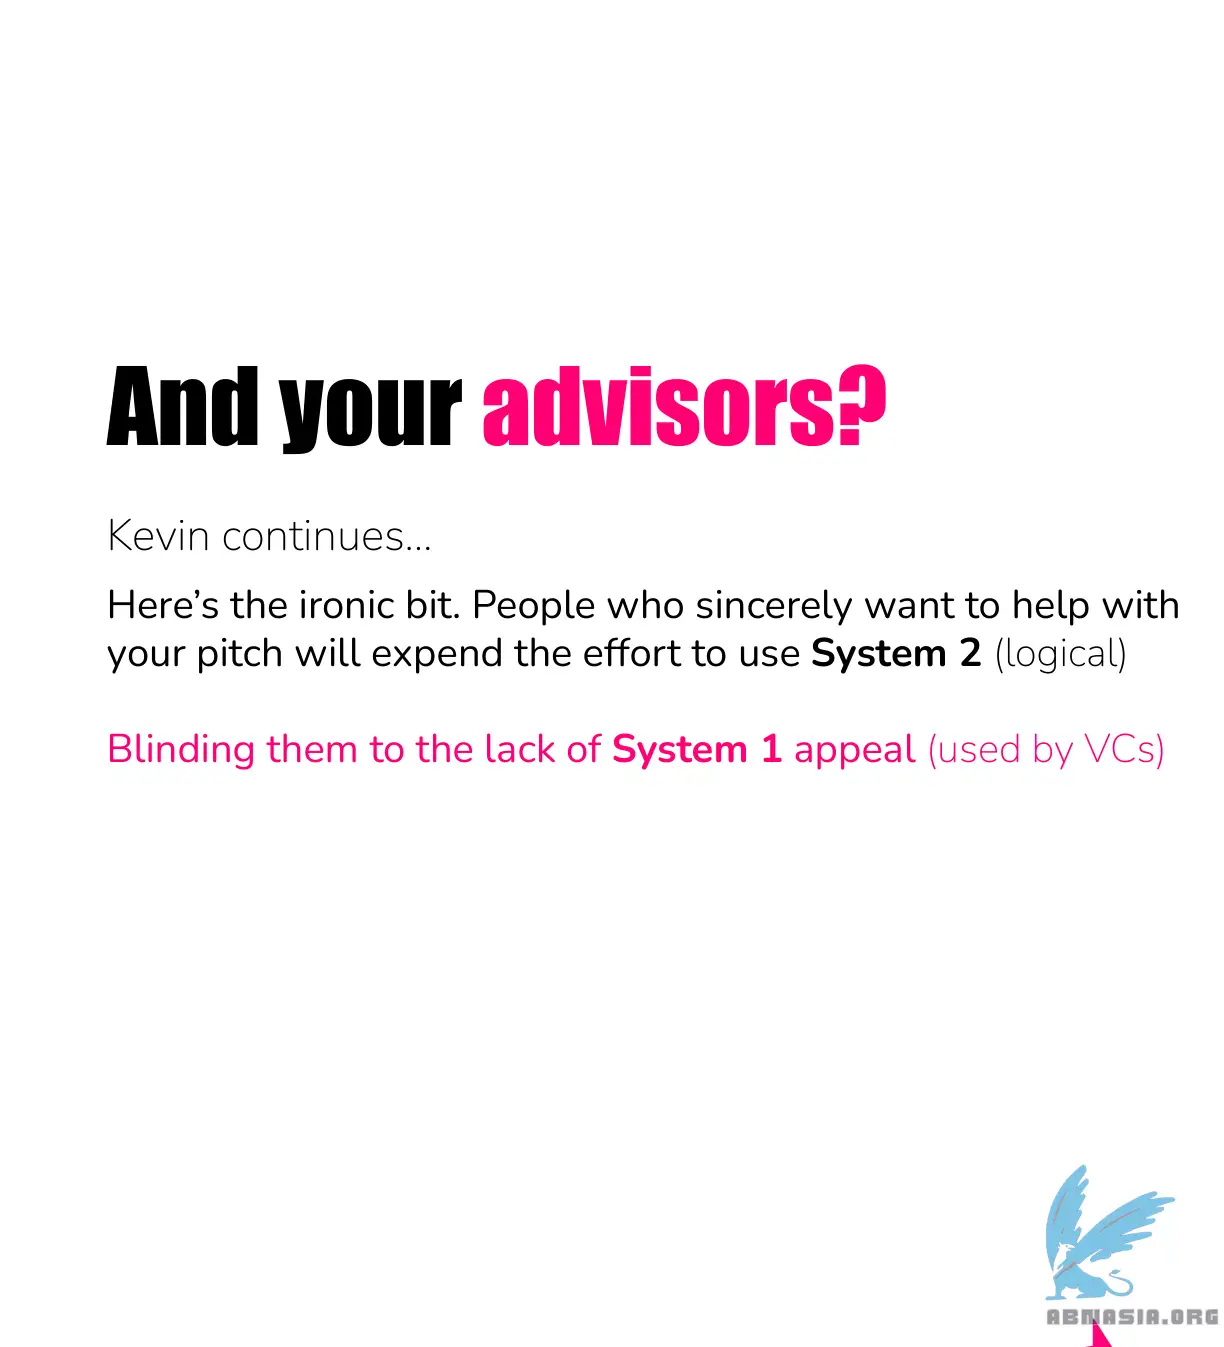 And your advisors?
Kevin continues...
Here’s the ironic bit. People who sincerely want to help with
your pitch will expend the effort to use System 2 (logical)
Blinding them to the lack of System 1 appeal (used by VCs)
ABMASIA.ORG